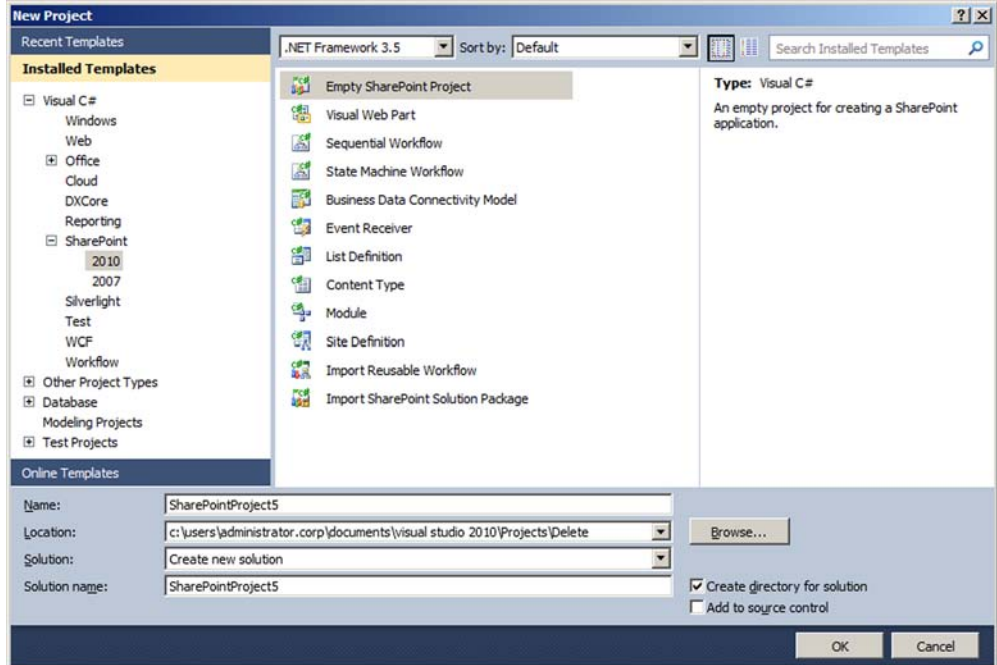 New Project
Recent Templates
.NET Framework 3.5 Sort by: Default Search Installed Templates
Installed Templates
Visual C#
Windows
Web
Office
Cloud
DXCore
Reporting
SharePoint
2010
2007
Silverlight
Test
WCF
Workflow
Other Project Types
Database
Modeling Projects
Test Projects
Online Templates
Empty SharePoint Project
Visual Web Part
Sequential Workflow
State Machine Workflow
Business Data Connectivity Model
Event Receiver
List Definition
Content Type
Module
Site Definition
Import Reusable Workflow
Import SharePoint Solution Package
Type: Visual C#
An empty project for creating a SharePoint
application.
Name: SharePointProject5
Location: c:\users\administrator.corp\documents\visual studio 2010\Projects\Delete Browse...
Solution: Create new solution
Solution name: SharePointProject5
Create directory for solution
Add to source control
OK Cancel